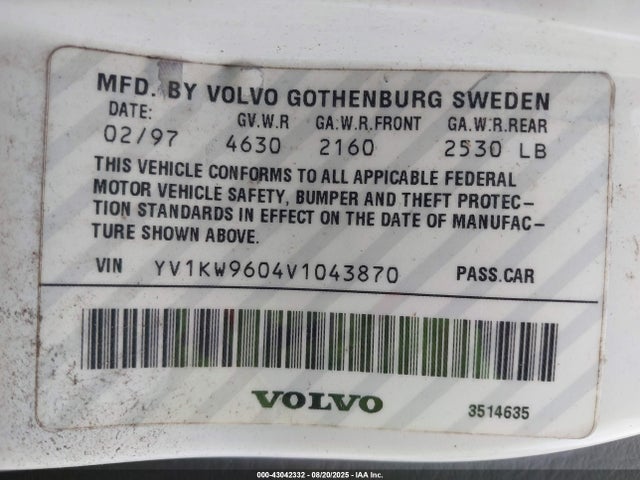 MFD. BY VOLVO GOTHENBURG SWEDEN
DATE: GV.W.R GA.W.R.FRONT GA.W.R.REAR
02/97 4630 2160 2530 LB
THIS VEHICLE CONFORMS TO ALL APPICABLE FEDERAL
MOTOR VEHICLE SAFETY, BUMPER AND THEFT PROTEC-
TION STANDARDS IN EFFECT ON THE DATE OF MANUFAC-
TURE SHOWN ABOVE.
VIN YV1KW9604V1043870 PASS.CAR
VOLVO 3514635
000-43042332 - 08/20/2025 - IAA Inc.